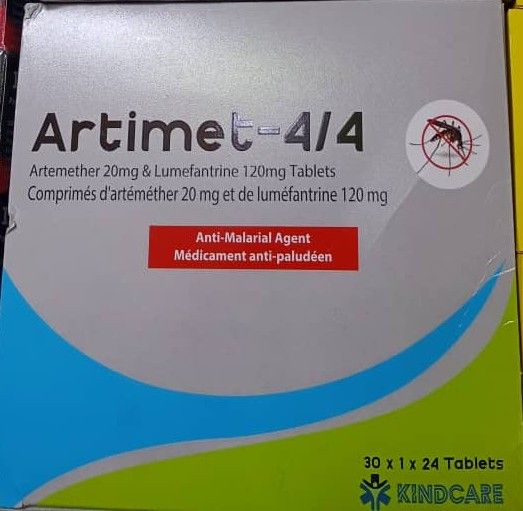 Artimet-4/4
Artemether 20mg & Lumefantrine 120mg Tablets
Comprimés d'artéméther 20 mg et de luméfantrine 120 mg
Anti-Malarial Agent
Médicament anti-paludéen
30 x 1 x 24 Tablets
KINDCARE